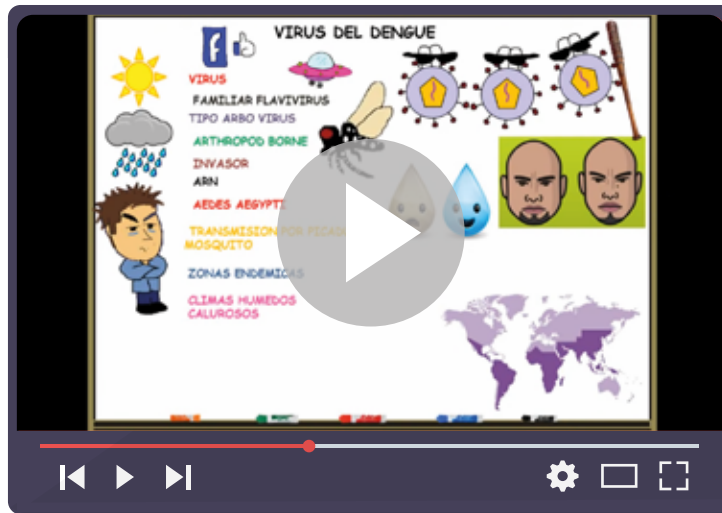 VIRUS DEL DENGUE
f
VIRUS
FAMILIAR FLAVIVIRUS
TIPO ARBO VIRUS
ARTHROPOD BORNE
INVASOR
ARN
AEDES AEGYPTI
TRANSMISION POR PICADU
MOSQUITO
ZONAS ENDEMICAS
CLIMAS HUMEDOS
CALUROSOS